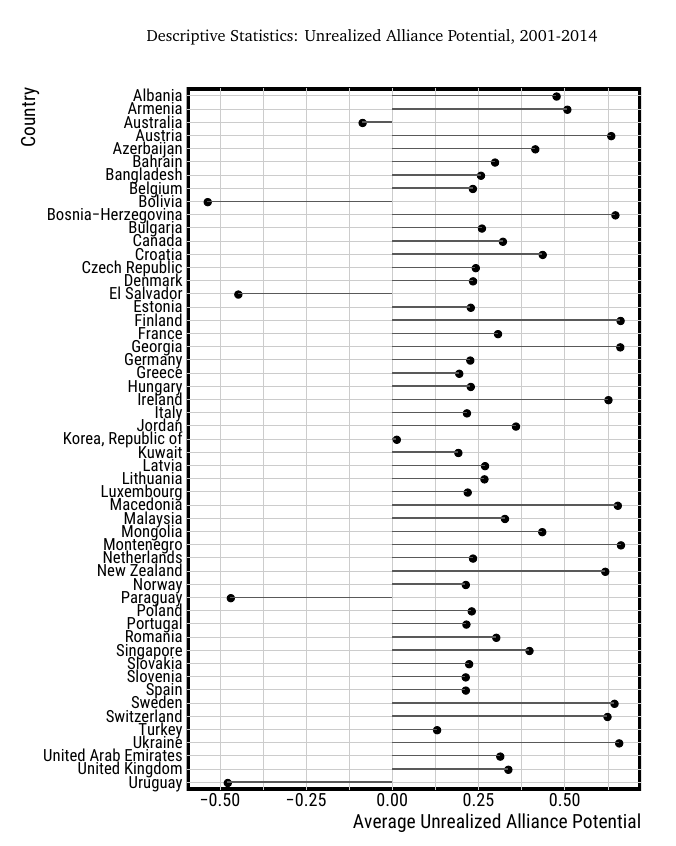 Descriptive Statistics: Unrealized Alliance Potential, 2001-2014
Country
Albania
Armenia
Australia
Austria
Azerbaijan
Bahrain
Bangladesh
Belgium
Bolivia
Bosnia−Herzegovina
Bulgaria
Canada
Croatia
Czech Republic
Denmark
El Salvador
Estonia
Finland
France
Georgia
Germany
Greece
Hungary
Ireland
Italy
Jordan
Korea, Republic of
Kuwait
Latvia
Lithuania
Luxembourg
Macedonia
Malaysia
Mongolia
Montenegro
Netherlands
New Zealand
Norway
Paraguay
Poland
Portugal
Romania
Singapore
Slovakia
Slovenia
Spain
Sweden
Switzerland
Turkey
Ukraine
United Arab Emirates
United Kingdom
Uruguay
−0.50 −0.25 0.00 0.25 0.50
Average Unrealized Alliance Potential